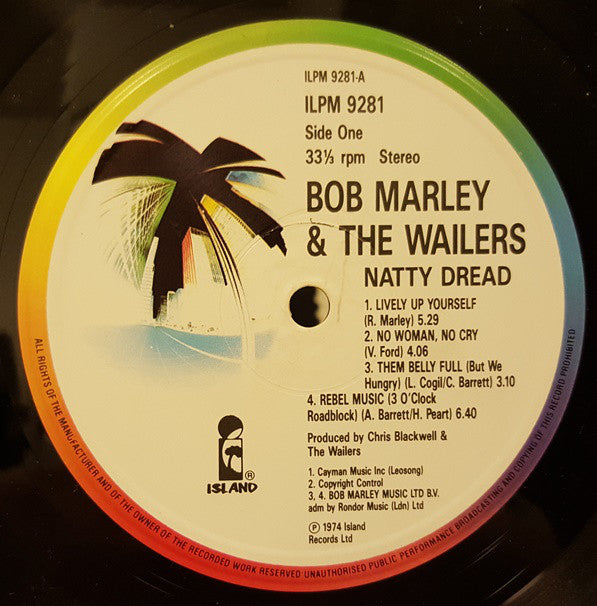 ILPM 9281-A
ILPM 9281
Side One
33⅓ rpm Stereo
BOB MARLEY
& THE WAILERS
NATTY DREAD
1. LIVELY UP YOURSELF
(R. Marley) 5.29
2. NO WOMAN, NO CRY
(V. Ford) 4.06
3. THEM BELLY FULL (But We
Hungry) (L. Cogil/C. Barrett) 3.10
4. REBEL MUSIC (3 O'Clock
Roadblock) (A. Barrett/H. Peart) 6.40
Produced by Chris Blackwell &
The Wailers
1. Cayman Music Inc (Leosong)
2. Copyright Control
3, 4. BOB MARLEY MUSIC LTD B.V.
adm by Rondor Music (Ldn) Ltd
℗ 1974 Island
Records Ltd
ISLAND ®
ALL RIGHTS OF THE MANUFACTURER AND OF THE OWNER OF THE RECORDED WORK RESERVED UNAUTHORISED PUBLIC PERFORMANCE BROADCASTING AND COPYING OF THIS RECORD PROHIBITED